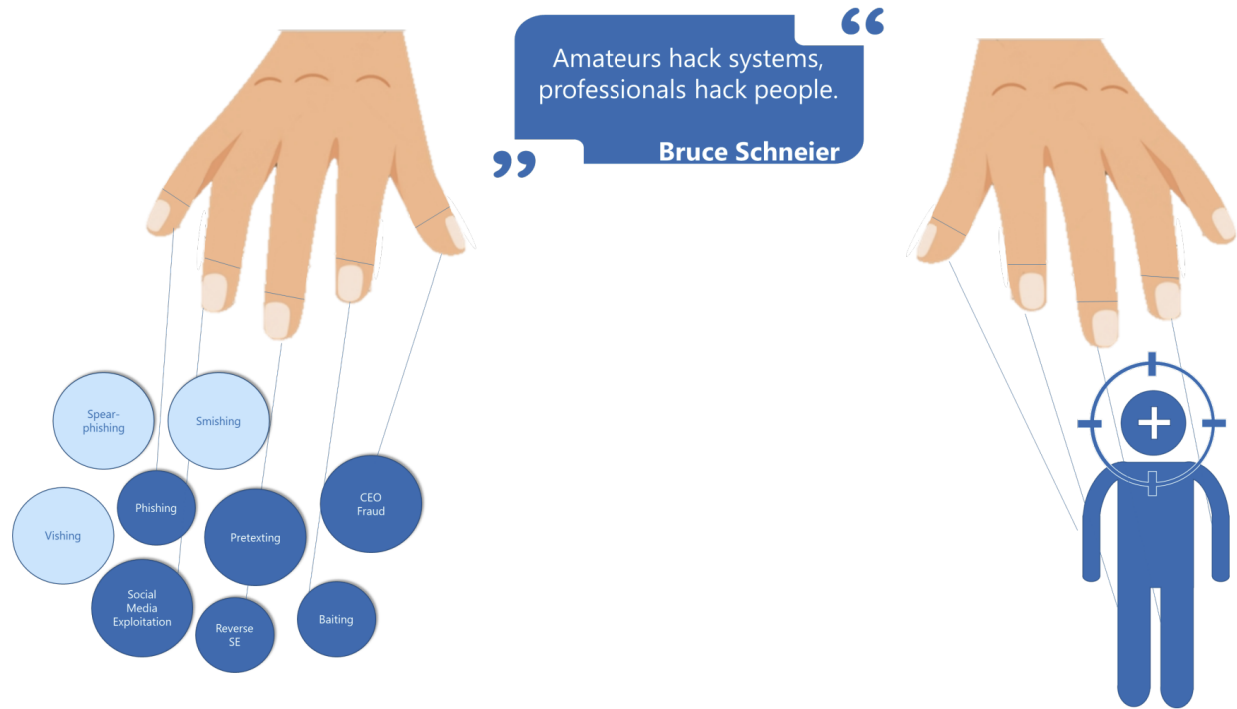 “
Amateurs hack systems,
professionals hack people.
Bruce Schneier
”
Spear-
phishing
Smishing
Phishing
CEO
Fraud
Vishing
Pretexting
Social
Media
Exploitation
Reverse
SE
Baiting